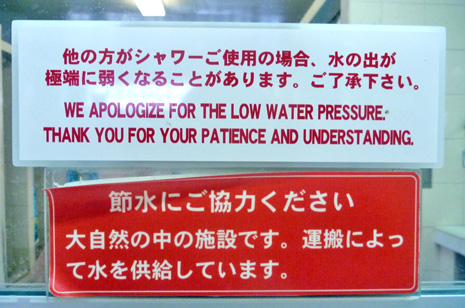 他の方がシャワーご使用の場合、水の出が
極端に弱くなることがあります。ご了承下さい。
WE APOLOGIZE FOR THE LOW WATER PRESSURE.
THANK YOU FOR YOUR PATIENCE AND UNDERSTANDING.
節水にご協力ください
大自然の中の施設です。運搬によっ
て水を供給しています。